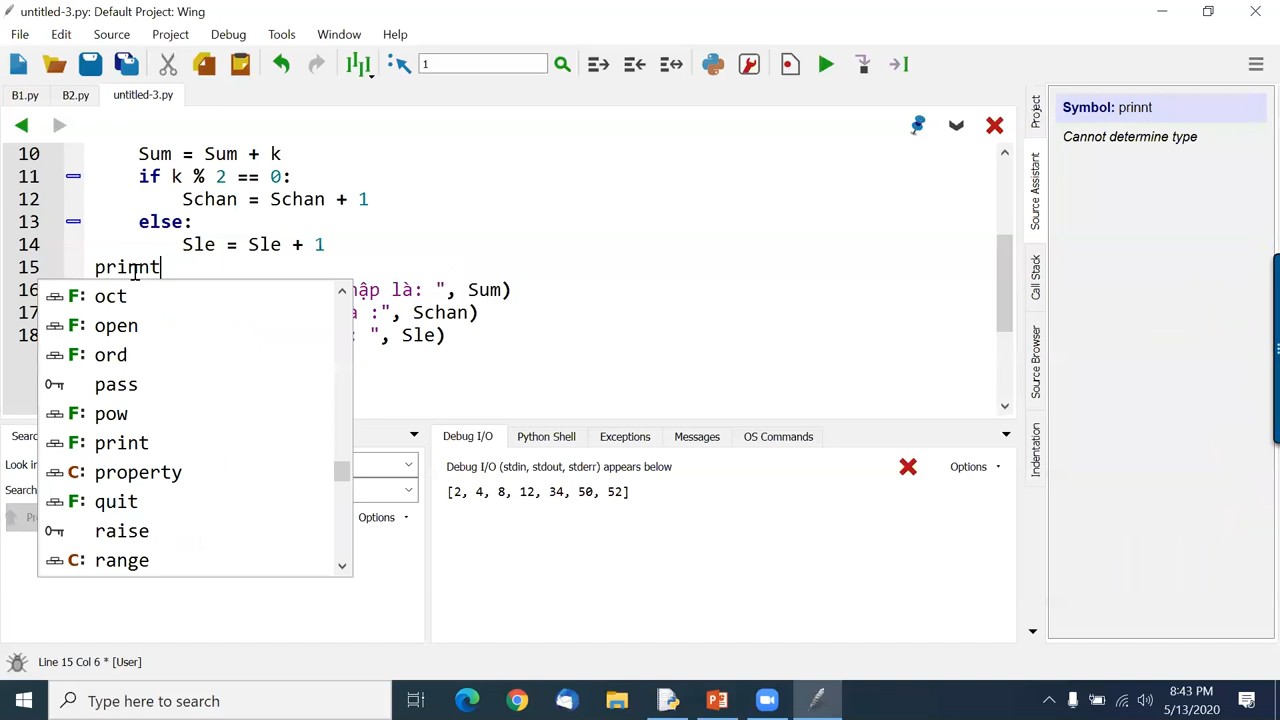 untitled-3.py: Default Project: Wing
File Edit Source Project Debug Tools Window Help
1
B1.py B2.py untitled-3.py
10 Sum = Sum + k
11 if k % 2 == 0:
12 Schan = Schan + 1
13 else:
14 Sle = Sle + 1
15 prinnt
16 hập là: ", Sum)
:", Schan)
18 : ", Sle)
F: oct
F: open
F: ord
pass
F: pow
F: print
C: property
F: quit
raise
C: range
Symbol: prinnt
Cannot determine type
Project
Source Assistant
Call Stack
Source Browser
Indentation
Look in
Options
Debug I/O Python Shell Exceptions Messages OS Commands
Debug I/O (stdin, stdout, stderr) appears below
Options
[2, 4, 8, 12, 34, 50, 52]
Line 15 Col 6 * [User]
Type here to search
8:43 PM
5/13/2020